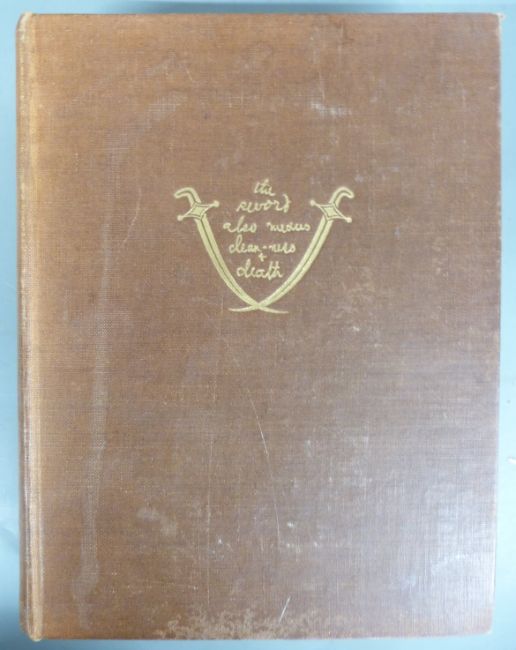 the
sword
also means
clean-ness
+
death